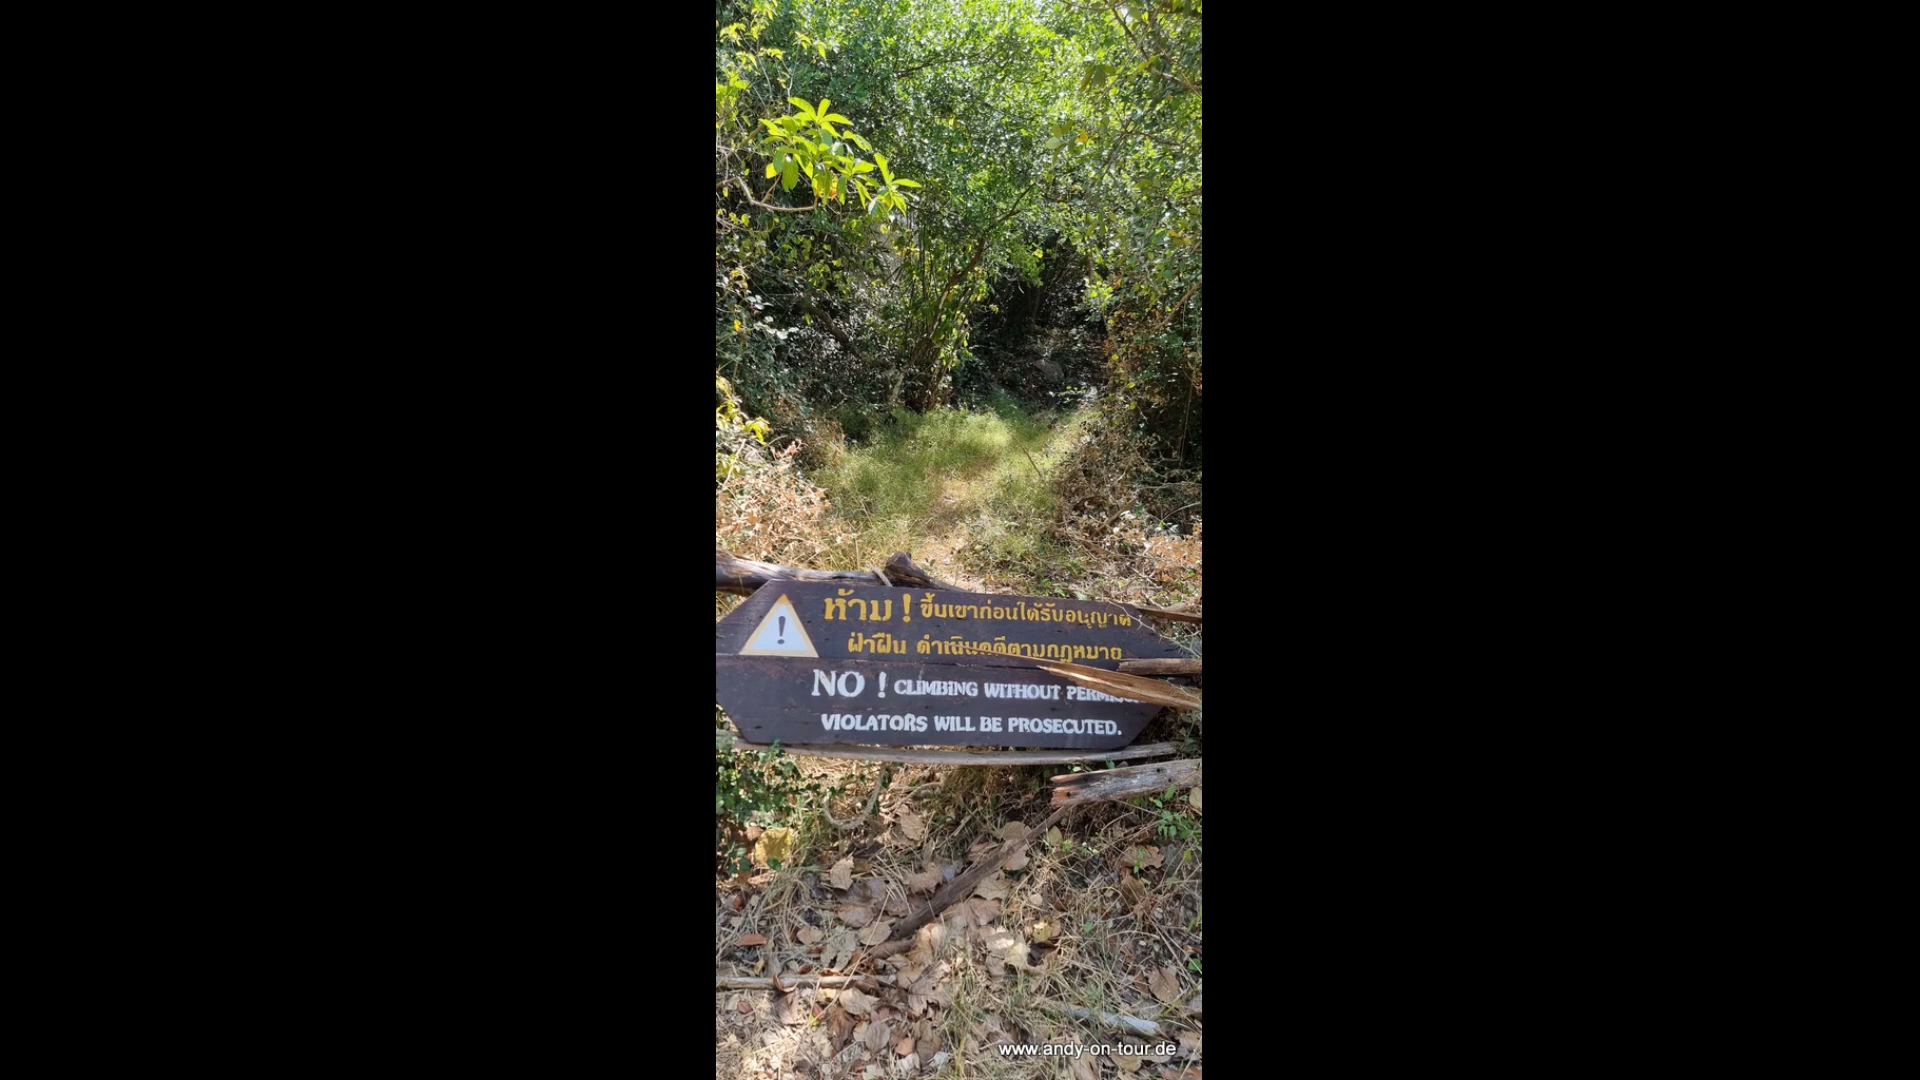 ห้าม ! ขึ้นเขาก่อนได้รับอนุญาต
ฝ่าฝืน ดำเนินคดีตามกฎหมาย
NO ! CLIMBING WITHOUT
VIOLATORS WILL BE PROSECUTED.
www.andy-on-tour.de